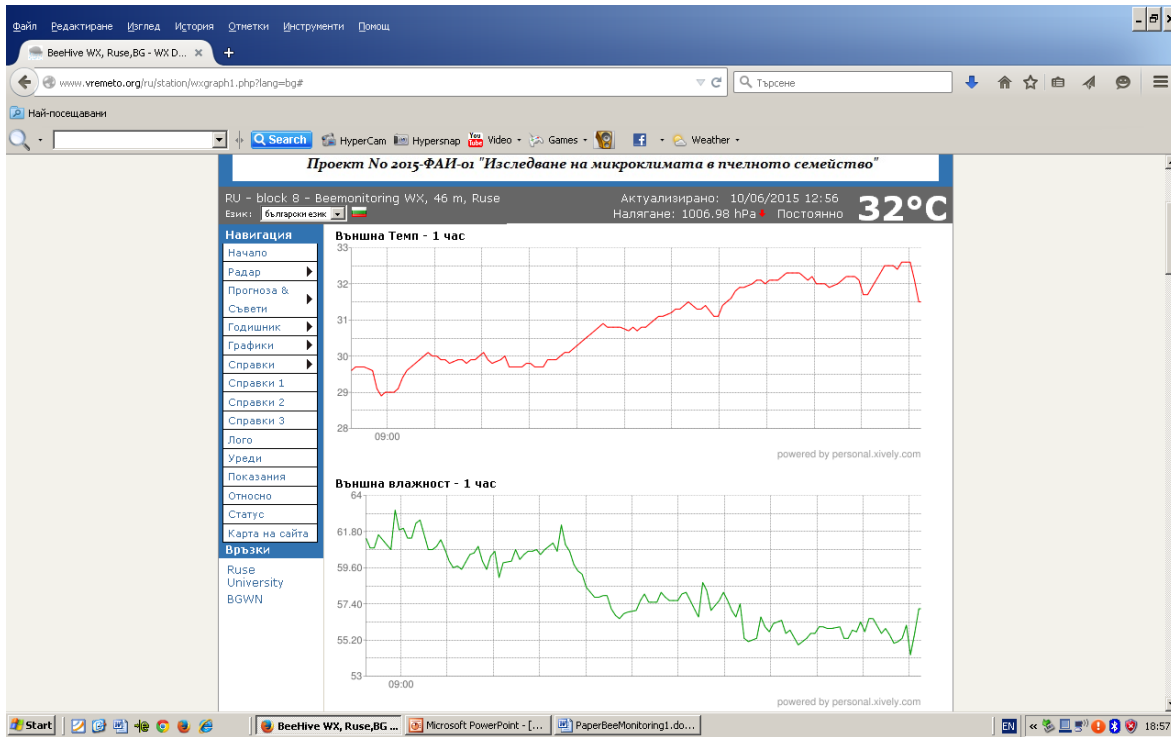 Файл Редактиране Изглед История Отметки Инструменти Помощ
BeeHive WX, Ruse,BG - WX D... × +
www.vremeto.org/ru/station/wxgraph1.php?lang=bg#
Търсене
Най-посещавани
Search HyperCam Hypersnap You Tube Video Games Weather
Проект No 2015-ФАИ-01 "Изследване на микроклимата в пчелното семейство"
RU - block 8 - Beemonitoring WX, 46 m, Ruse
Език: български език
Актуализирано: 10/06/2015 12:56
Налягане: 1006.98 hPa Постоянно
32°C
Навигация
Начало
Радар
Прогноза &
Съвети
Годишник
Графики
Справки
Справки 1
Справки 2
Справки 3
Лого
Уреди
Показания
Относно
Статус
Карта на сайта
Връзки
Ruse
University
BGWN
Външна Темп - 1 час
33
32
31
30
29
28
09:00
powered by personal.xively.com
Външна влажност - 1 час
64
61.80
59.60
57.40
55.20
53
09:00
powered by personal.xively.com
Start
BeeHive WX, Ruse,BG ...
Microsoft PowerPoint - [...
PaperBeeMonitoring1.do...
EN
18:57